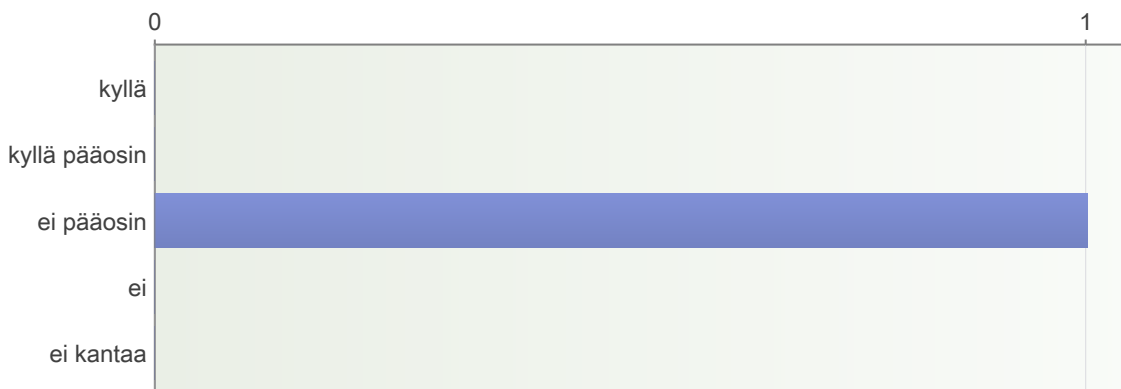 0 1
kyllä
kyllä pääosin
ei pääosin
ei
ei kantaa